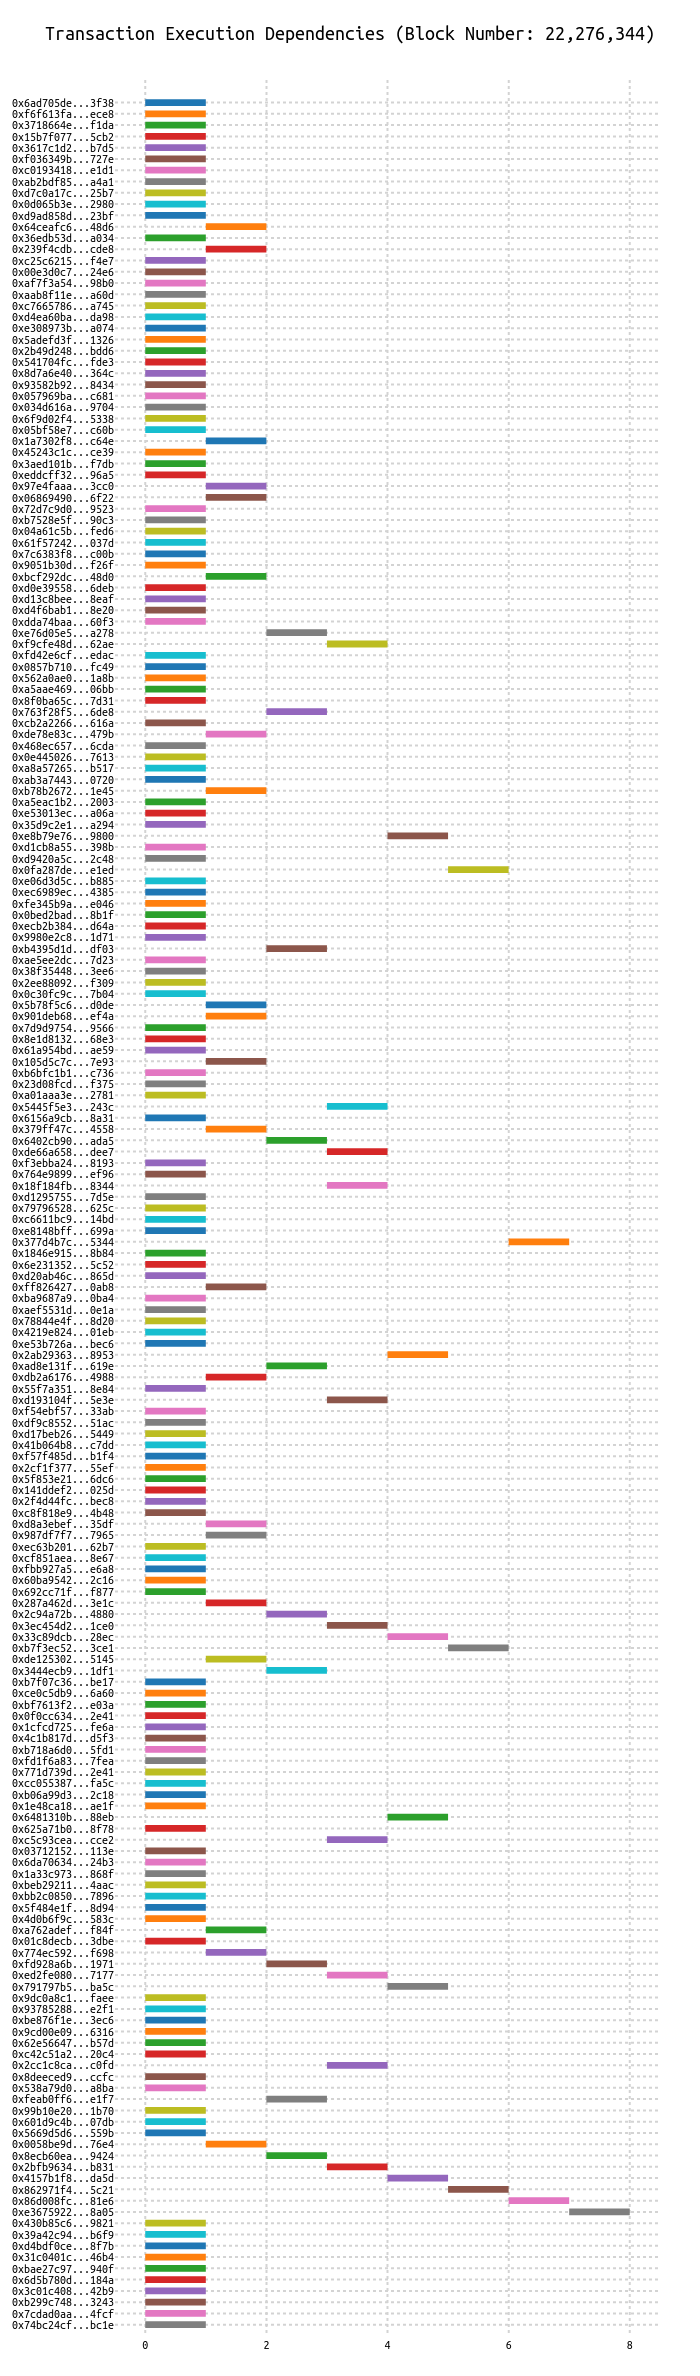 Transaction Execution Dependencies (Block Number: 22,276,344)
0x6ad705de...3f38
0xf6f613fa...ece8
0x3718664e...f1da
0x15b7f077...5cb2
0x3617c1d2...b7d5
0xf036349b...727e
0xc0193418...e1d1
0xab2bdf85...a4a1
0xd7c0a17c...25b7
0x0d065b3e...2980
0xd9ad858d...23bf
0x64ceafc6...48d6
0x36edb53d...a034
0x239f4cdb...cde8
0xc25c6215...f4e7
0x00e3d0c7...24e6
0xaf7f3a54...98b0
0xaab8f11e...a60d
0xc7665786...a745
0xd4ea60ba...da98
0xe308973b...a074
0x5adefd3f...1326
0x2b49d248...bdd6
0x541704fc...fde3
0x8d7a6e40...364c
0x93582b92...8434
0x057969ba...c681
0x034d616a...9704
0x6f9d02f4...5338
0x05bf58e7...c60b
0x1a7302f8...c64e
0x45243c1c...ce39
0x3aed101b...f7db
0xeddcff32...96a5
0x97e4faaa...3cc0
0x06869490...6f22
0x72d7c9d0...9523
0xb7528e5f...90c3
0x04a61c5b...fed6
0x61f57242...037d
0x7c6383f8...c00b
0x9051b30d...f26f
0xbcf292dc...48d0
0xd0e39558...6deb
0xd13c8bee...8eaf
0xd4f6bab1...8e20
0xdda74baa...60f3
0xe76d05e5...a278
0xf9cfe48d...62ae
0xfd42e6cf...edac
0x0857b710...fc49
0x562a0ae0...1a8b
0xa5aae469...06bb
0x8f0ba65c...7d31
0x763f28f5...6de8
0xcb2a2266...616a
0xde78e83c...479b
0x468ec657...6cda
0x0e445026...7613
0xa8a57265...b517
0xab3a7443...0720
0xb78b2672...1e45
0xa5eac1b2...2003
0xe53013ec...a06a
0x35d9c2e1...a294
0xe8b79e76...9800
0xd1cb8a55...398b
0xd9420a5c...2c48
0x0fa287de...e1ed
0xe06d3d5c...b885
0xec6989ec...4385
0xfe345b9a...e046
0x0bed2bad...8b1f
0xecb2b384...d64a
0x9980e2c8...1d71
0xb4395d1d...df03
0xae5ee2dc...7d23
0x38f35448...3ee6
0x2ee88092...f309
0x0c30fc9c...7b04
0x5b78f5c6...d0de
0x901deb68...ef4a
0x7d9d9754...9566
0x8e1d8132...68e3
0x61a954bd...ae59
0x105d5c7c...7e93
0xb6bfc1b1...c736
0x23d08fcd...f375
0xa01aaa3e...2781
0x5445f5e3...243c
0x6156a9cb...8a31
0x379ff47c...4558
0x6402cb90...ada5
0xde66a658...dee7
0xf3ebba24...8193
0x764e9899...ef96
0x18f184fb...8344
0xd1295755...7d5e
0x79796528...625c
0xc6611bc9...14bd
0xe8148bff...699a
0x377d4b7c...5344
0x1846e915...8b84
0x6e231352...5c52
0xd20ab46c...865d
0xff826427...0ab8
0xba9687a9...0ba4
0xaef5531d...0e1a
0x78844e4f...8d20
0x4219e824...01eb
0xe53b726a...bec6
0x2ab29363...8953
0xad8e131f...619e
0xdb2a6176...4988
0x55f7a351...8e84
0xd193104f...5e3e
0xf54ebf57...33ab
0xdf9c8552...51ac
0xd17beb26...5449
0x41b064b8...c7dd
0xf57f485d...b1f4
0x2cf1f377...55ef
0x5f853e21...6dc6
0x141ddef2...025d
0x2f4d44fc...bec8
0xc8f818e9...4b48
0xd8a3ebef...35df
0x987df7f7...7965
0xec63b201...62b7
0xcf851aea...8e67
0xfbb927a5...e6a8
0x60ba9542...2c16
0x692cc71f...f877
0x287a462d...3e1c
0x2c94a72b...4880
0x3ec454d2...1ce0
0x33c89dcb...28ec
0xb7f3ec52...3ce1
0xde125302...5145
0x3444ecb9...1df1
0xb7f07c36...be17
0xce0c5db9...6a60
0xbf7613f2...e03a
0x0f0cc634...2e41
0x1cfcd725...fe6a
0x4c1b817d...d5f3
0xb718a6d0...5fd1
0xfd1f6a83...7fea
0x771d739d...2e41
0xcc055387...fa5c
0xb06a99d3...2c18
0x1e48ca18...ae1f
0x6481310b...88eb
0x625a71b0...8f78
0xc5c93cea...cce2
0x03712152...113e
0x6da70634...24b3
0x1a33c973...868f
0xbeb29211...4aac
0xbb2c0850...7896
0x5f484e1f...8d94
0x4d0b6f9c...583c
0xa762adef...f84f
0x01c8decb...3dbe
0x774ec592...f698
0xfd928a6b...1971
0xed2fe080...7177
0x791797b5...ba5c
0x9dc0a8c1...faee
0x93785288...e2f1
0xbe876f1e...3ec6
0x9cd00e09...6316
0x62e56647...b57d
0xc42c51a2...20c4
0x2cc1c8ca...c0fd
0x8deeced9...ccfc
0x538a79d0...a8ba
0xfeab0ff6...e1f7
0x99b10e20...1b70
0x601d9c4b...07db
0x5669d5d6...559b
0x0058be9d...76e4
0x8ecb60ea...9424
0x2bfb9634...b831
0x4157b1f8...da5d
0x862971f4...5c21
0x86d008fc...81e6
0xe3675922...8a05
0x430b85c6...9821
0x39a42c94...b6f9
0xd4bdf0ce...8f7b
0x31c0401c...46b4
0xbae27c97...940f
0x6d5b780d...184a
0x3c01c408...42b9
0xb299c748...3243
0x7cdad0aa...4fcf
0x74bc24cf...bc1e
0 2 4 6 8